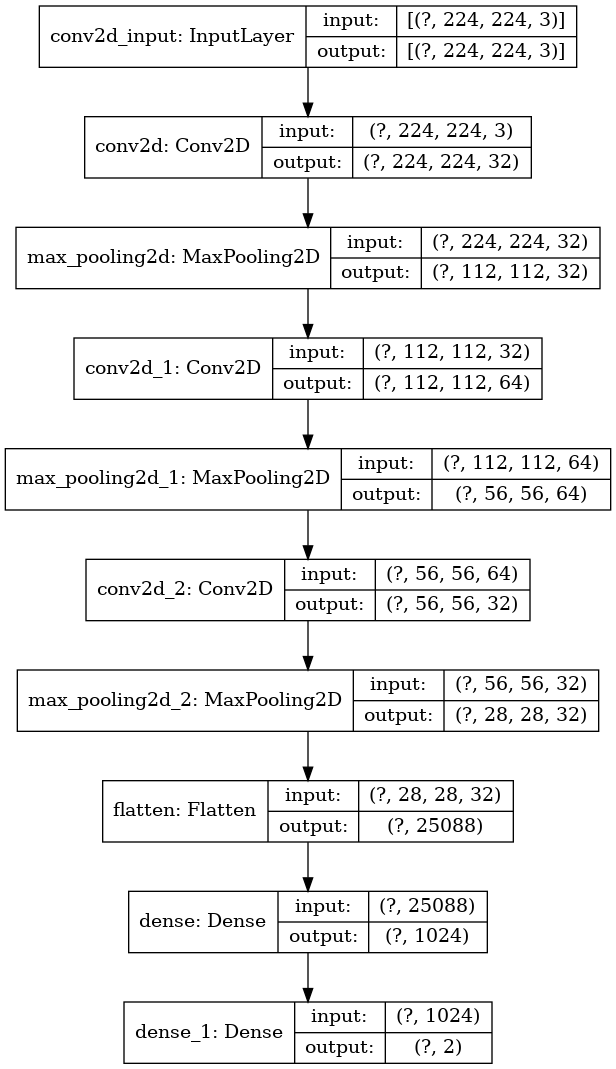 conv2d_input: InputLayer
input:
[(?, 224, 224, 3)]
output:
[(?, 224, 224, 3)]
conv2d: Conv2D
input:
(?, 224, 224, 3)
output:
(?, 224, 224, 32)
max_pooling2d: MaxPooling2D
input:
(?, 224, 224, 32)
output:
(?, 112, 112, 32)
conv2d_1: Conv2D
input:
(?, 112, 112, 32)
output:
(?, 112, 112, 64)
max_pooling2d_1: MaxPooling2D
input:
(?, 112, 112, 64)
output:
(?, 56, 56, 64)
conv2d_2: Conv2D
input:
(?, 56, 56, 64)
output:
(?, 56, 56, 32)
max_pooling2d_2: MaxPooling2D
input:
(?, 56, 56, 32)
output:
(?, 28, 28, 32)
flatten: Flatten
input:
(?, 28, 28, 32)
output:
(?, 25088)
dense: Dense
input:
(?, 25088)
output:
(?, 1024)
dense_1: Dense
input:
(?, 1024)
output:
(?, 2)